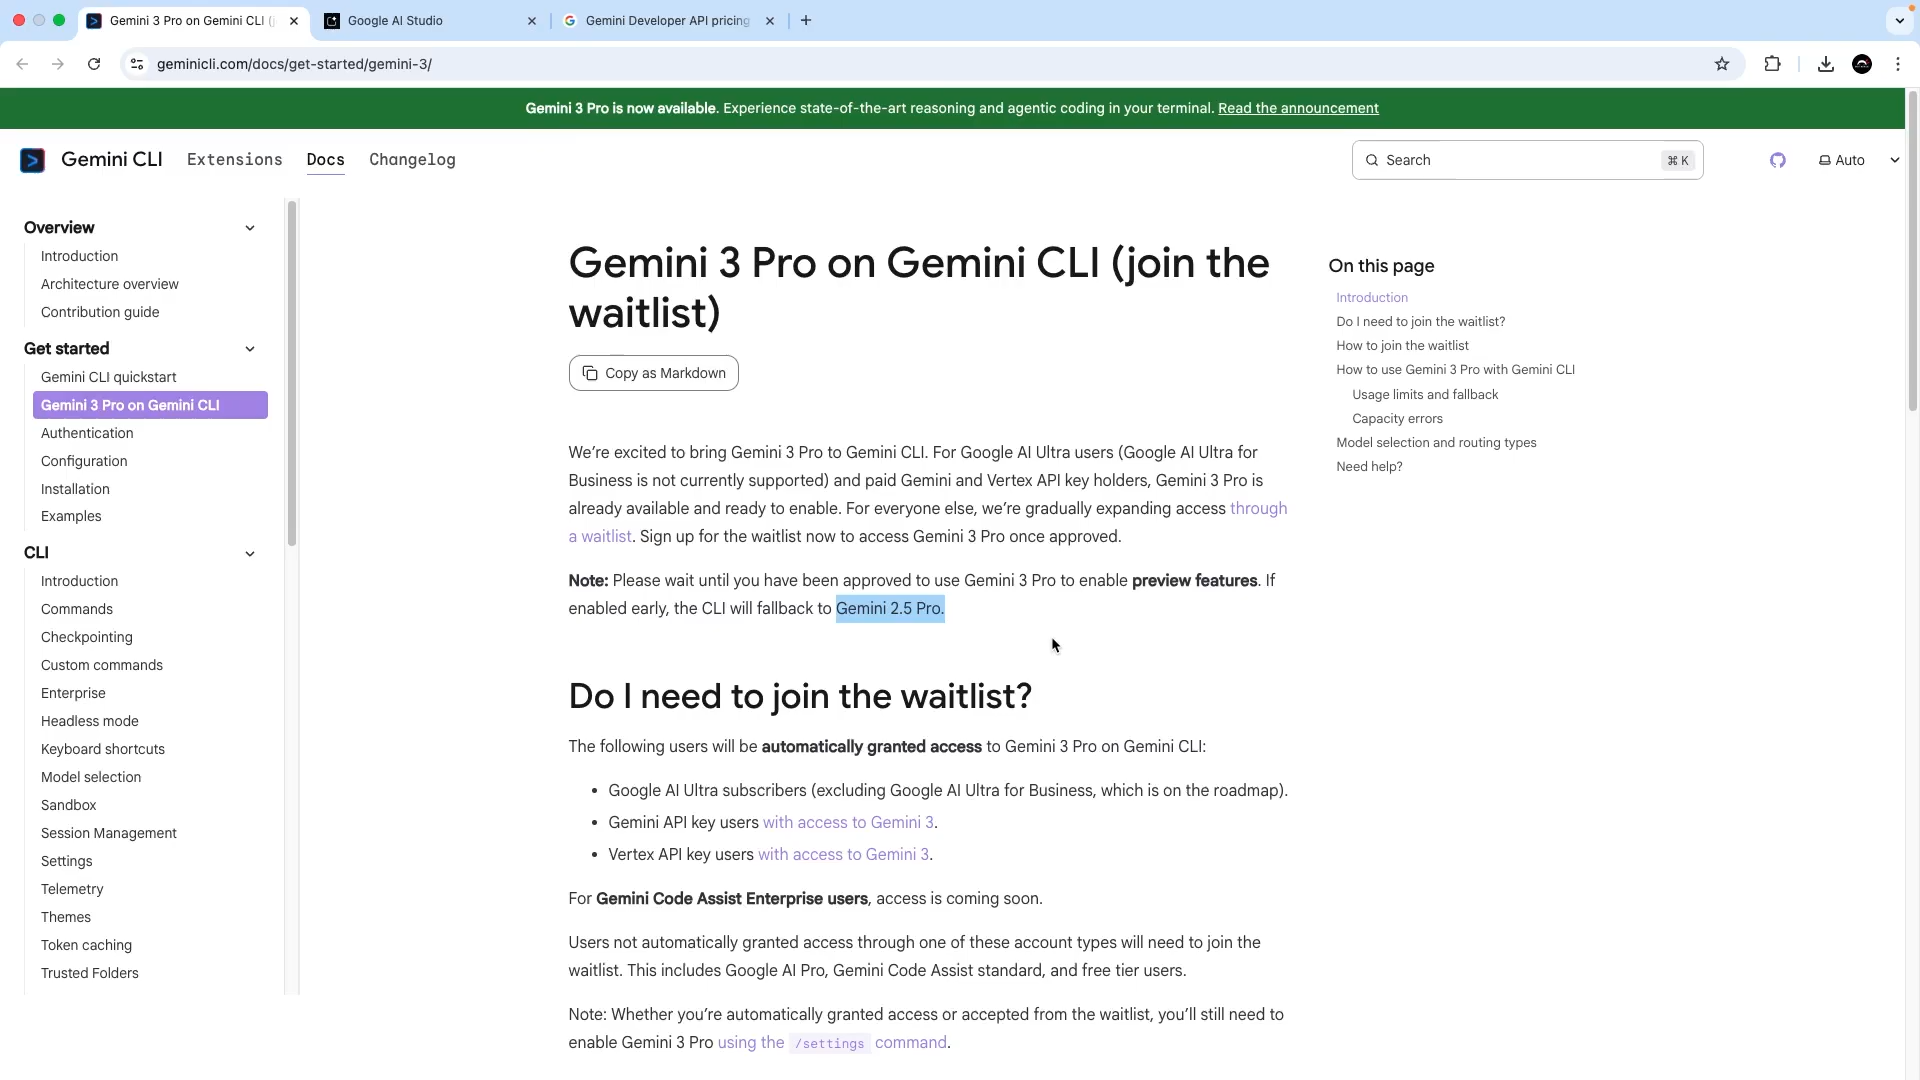 Gemini 3 Pro on Gemini CLI (j
Google AI Studio
Gemini Developer API pricing
geminicli.com/docs/get-started/gemini-3/
Gemini 3 Pro is now available. Experience state-of-the-art reasoning and agentic coding in your terminal. Read the announcement
Gemini CLI
Extensions
Docs
Changelog
Search
⌘ K
Auto
Overview
Introduction
Architecture overview
Contribution guide
Get started
Gemini CLI quickstart
Gemini 3 Pro on Gemini CLI
Authentication
Configuration
Installation
Examples
CLI
Introduction
Commands
Checkpointing
Custom commands
Enterprise
Headless mode
Keyboard shortcuts
Model selection
Sandbox
Session Management
Settings
Telemetry
Themes
Token caching
Trusted Folders
Gemini 3 Pro on Gemini CLI (join the
waitlist)
Copy as Markdown
We’re excited to bring Gemini 3 Pro to Gemini CLI. For Google AI Ultra users (Google AI Ultra for
Business is not currently supported) and paid Gemini and Vertex API key holders, Gemini 3 Pro is
already available and ready to enable. For everyone else, we’re gradually expanding access through
a waitlist. Sign up for the waitlist now to access Gemini 3 Pro once approved.
Note: Please wait until you have been approved to use Gemini 3 Pro to enable preview features. If
enabled early, the CLI will fallback to Gemini 2.5 Pro.
Do I need to join the waitlist?
The following users will be automatically granted access to Gemini 3 Pro on Gemini CLI:
• Google AI Ultra subscribers (excluding Google AI Ultra for Business, which is on the roadmap).
• Gemini API key users with access to Gemini 3.
• Vertex API key users with access to Gemini 3.
For Gemini Code Assist Enterprise users, access is coming soon.
Users not automatically granted access through one of these account types will need to join the
waitlist. This includes Google AI Pro, Gemini Code Assist standard, and free tier users.
Note: Whether you’re automatically granted access or accepted from the waitlist, you’ll still need to
enable Gemini 3 Pro using the /settings command.
On this page
Introduction
Do I need to join the waitlist?
How to join the waitlist
How to use Gemini 3 Pro with Gemini CLI
Usage limits and fallback
Capacity errors
Model selection and routing types
Need help?